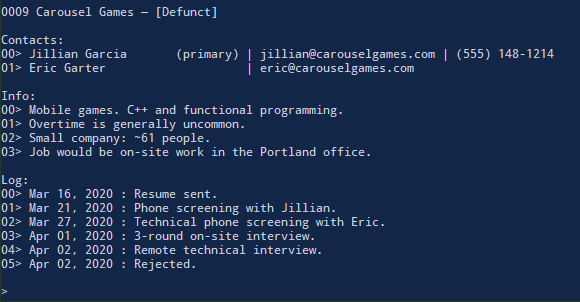 0009 Carousel Games — [Defunct]
Contacts:
00> Jillian Garcia (primary) | jillian@carouselgames.com | (555) 148-1214
01> Eric Garter | eric@carouselgames.com
Info:
00> Mobile games. C++ and functional programming.
01> Overtime is generally uncommon.
02> Small company: ~61 people.
03> Job would be on-site work in the Portland office.
Log:
00> Mar 16, 2020 : Resume sent.
01> Mar 21, 2020 : Phone screening with Jillian.
02> Mar 27, 2020 : Technical phone screening with Eric.
03> Apr 01, 2020 : 3-round on-site interview.
04> Apr 02, 2020 : Remote technical interview.
05> Apr 02, 2020 : Rejected.
>